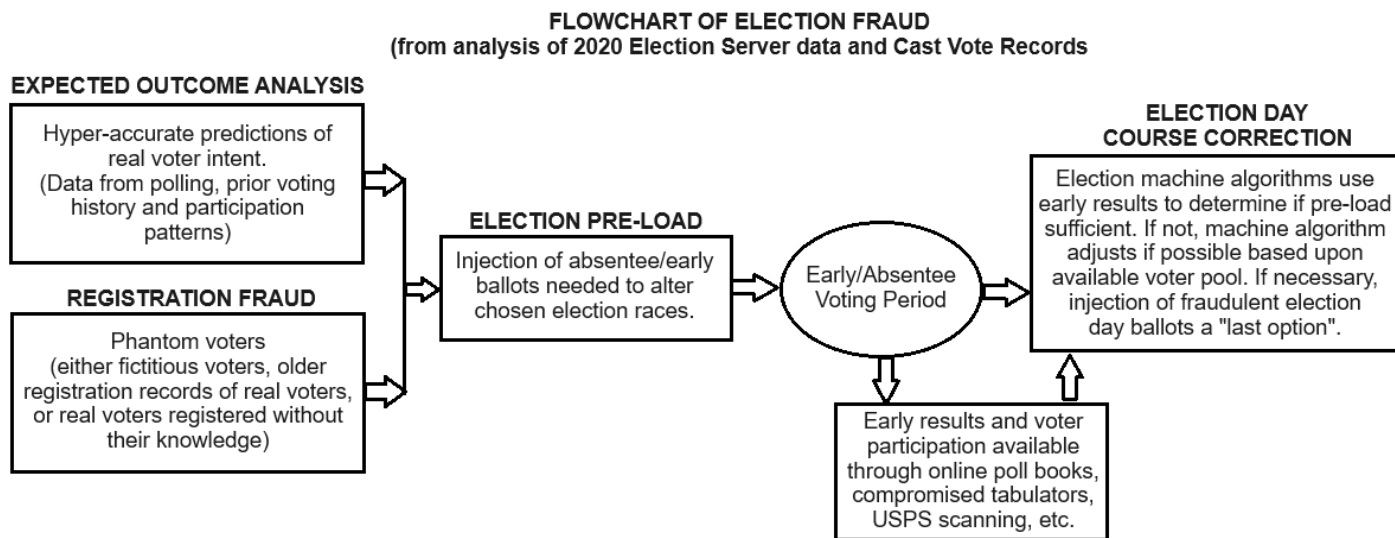 FLOWCHART OF ELECTION FRAUD
(from analysis of 2020 Election Server data and Cast Vote Records
EXPECTED OUTCOME ANALYSIS
Hyper-accurate predictions of
real voter intent.
(Data from polling, prior voting
history and participation
patterns)
REGISTRATION FRAUD
Phantom voters
(either fictitious voters, older
registration records of real voters,
or real voters registered without
their knowledge)
ELECTION PRE-LOAD
Injection of absentee/early
ballots needed to alter
chosen election races.
Early/Absentee
Voting Period
Early results and voter
participation available
through online poll books,
compromised tabulators,
USPS scanning, etc.
ELECTION DAY
COURSE CORRECTION
Election machine algorithms use
early results to determine if pre-load
sufficient. If not, machine algorithm
adjusts if possible based upon
available voter pool. If necessary,
injection of fraudulent election
day ballots a "last option".